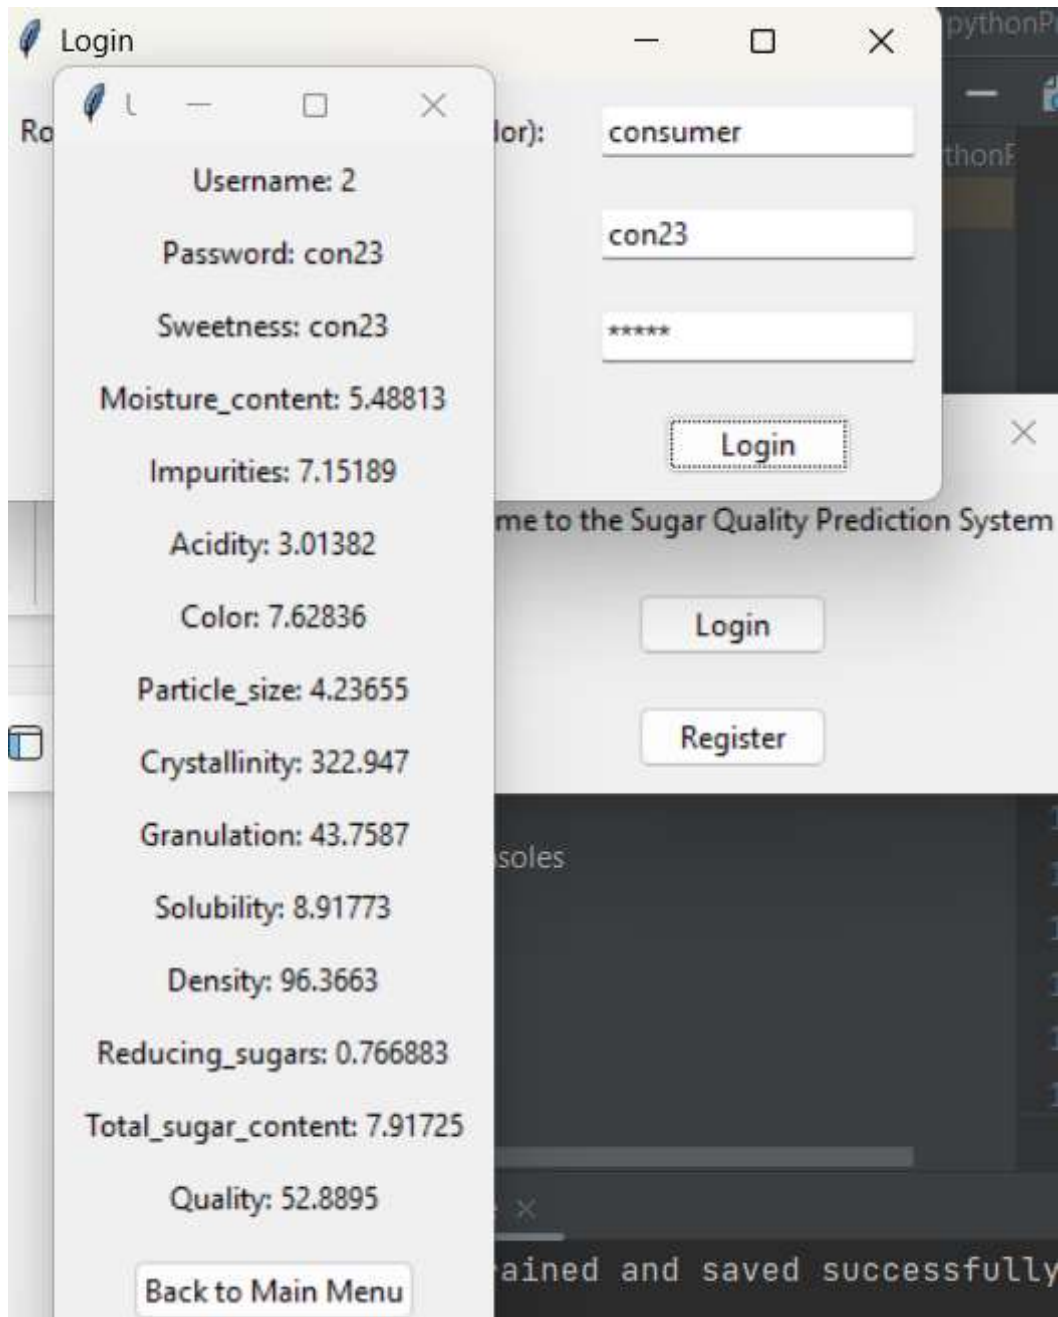 Login
pythonP
Ro
lor):
consumer
thonF
Username: 2
Password: con23
con23
Sweetness: con23
*****
Moisture_content: 5.48813
Login
Impurities: 7.15189
me to the Sugar Quality Prediction System
Acidity: 3.01382
Color: 7.62836
Login
Particle_size: 4.23655
Register
Crystallinity: 322.947
Granulation: 43.7587
soles
Solubility: 8.91773
Density: 96.3663
Reducing_sugars: 0.766883
Total_sugar_content: 7.91725
Quality: 52.8895
ained and saved successfully
Back to Main Menu